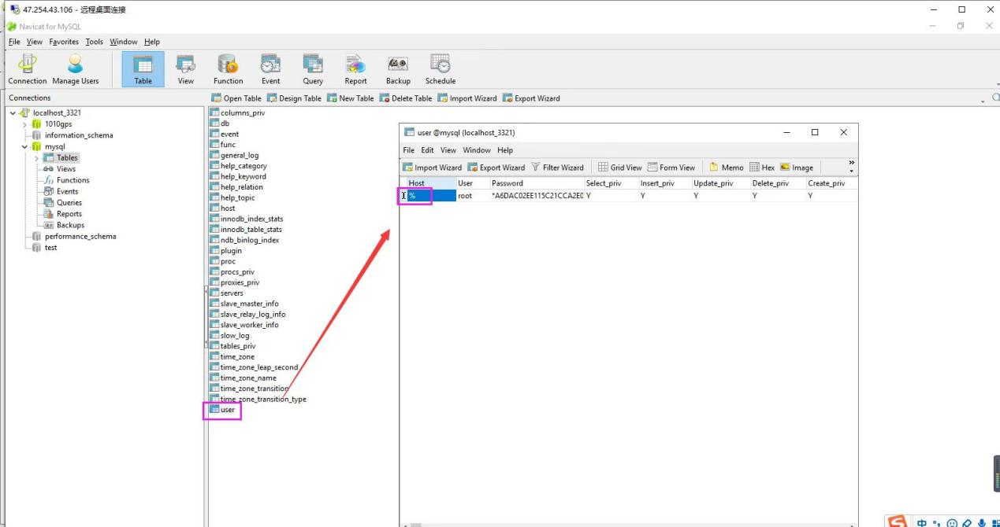 47.254.43.106 - 远程桌面连接
Navicat for MySQL
File View Favorites Tools Window Help
Connection Manage Users Table View Function Event Query Report Backup Schedule
Connections
Open Table Design Table New Table Delete Table Import Wizard Export Wizard
localhost_3321
1010gps
information_schema
mysql
Tables
Views
Functions
Events
Queries
Reports
Backups
performance_schema
test
columns_priv
db
event
func
general_log
help_category
help_keyword
help_relation
help_topic
host
innodb_index_stats
innodb_table_stats
ndb_binlog_index
plugin
proc
procs_priv
proxies_priv
servers
slave_master_info
slave_relay_log_info
slave_worker_info
slow_log
tables_priv
time_zone
time_zone_leap_second
time_zone_name
time_zone_transition
time_zone_transition_type
user
user @mysql (localhost_3321)
File Edit View Window Help
Import Wizard Export Wizard Filter Wizard Grid View Form View Memo Hex Image
Host User Password Select_priv Insert_priv Update_priv Delete_priv Create_priv
% root *A6DAC02EE115C21CCA2E0 Y Y Y Y Y
中